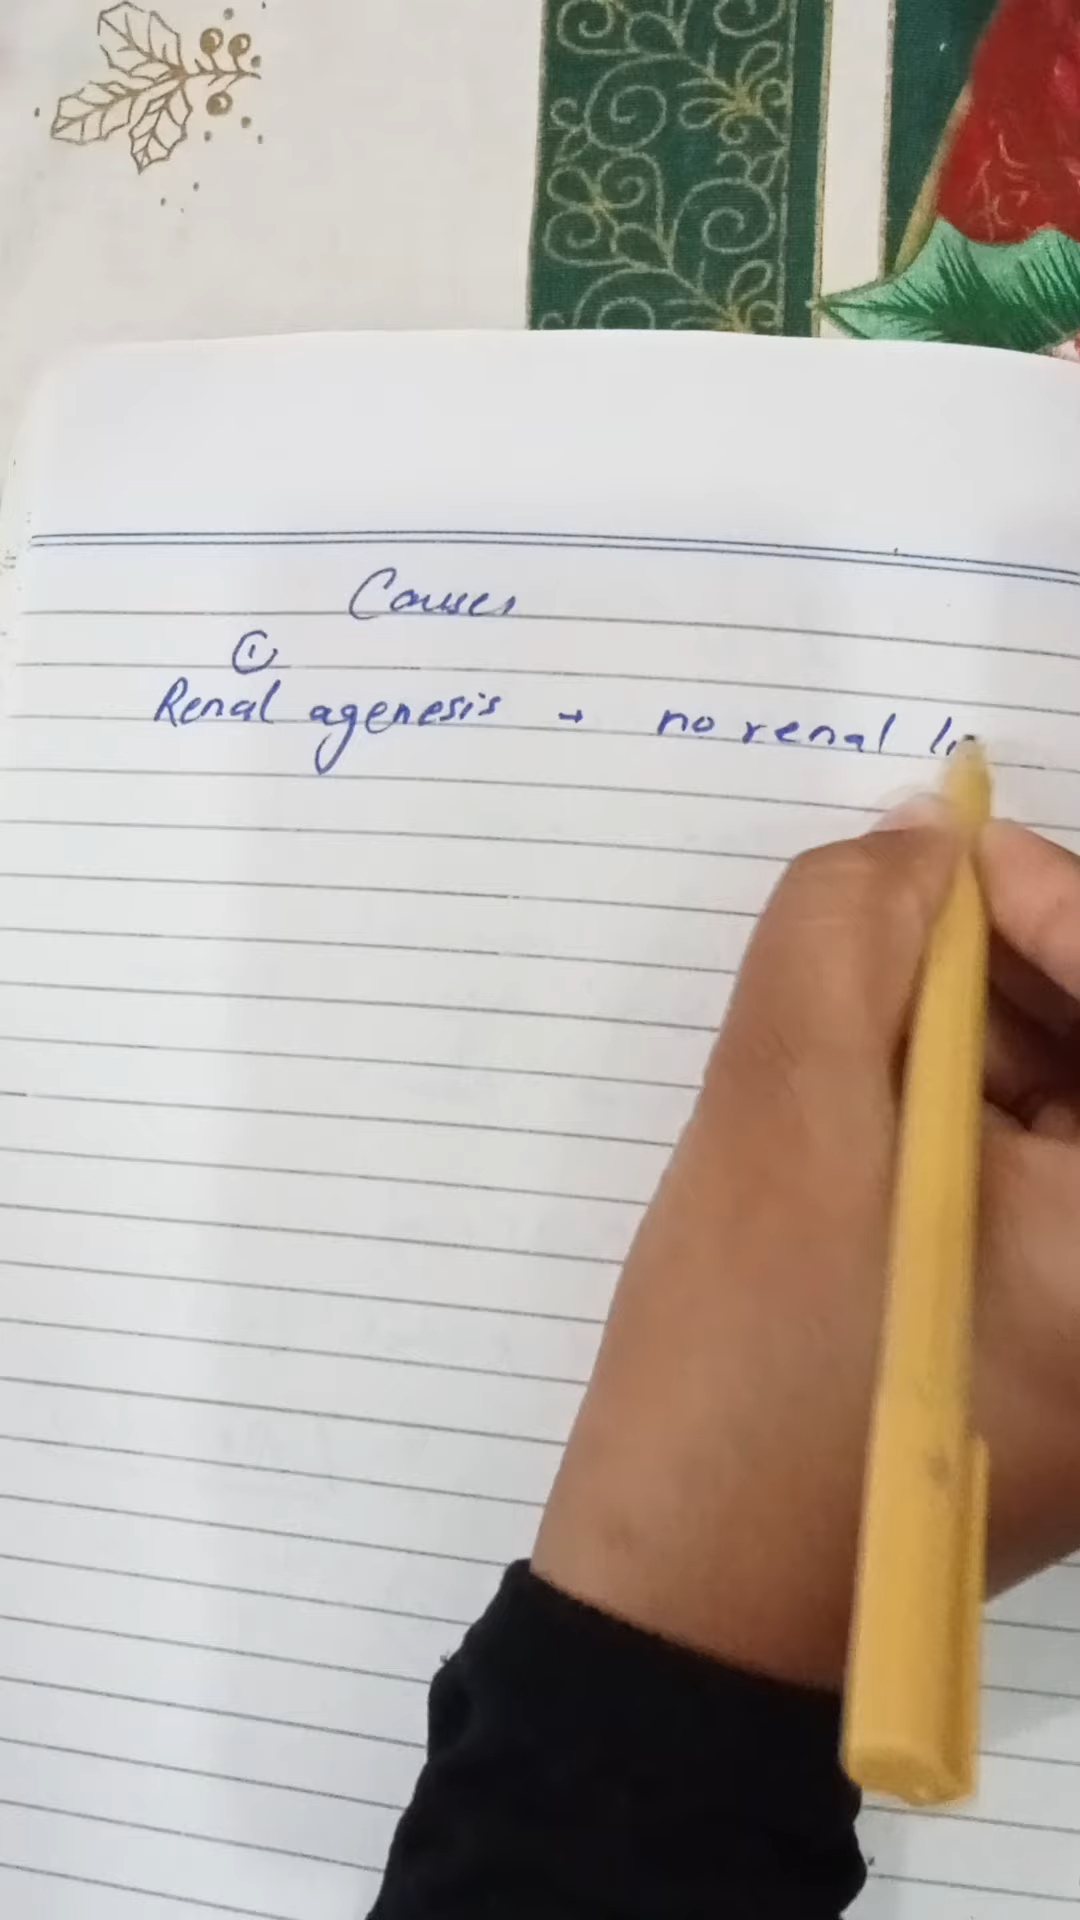 Causes
①
Renal agenesis → no renal